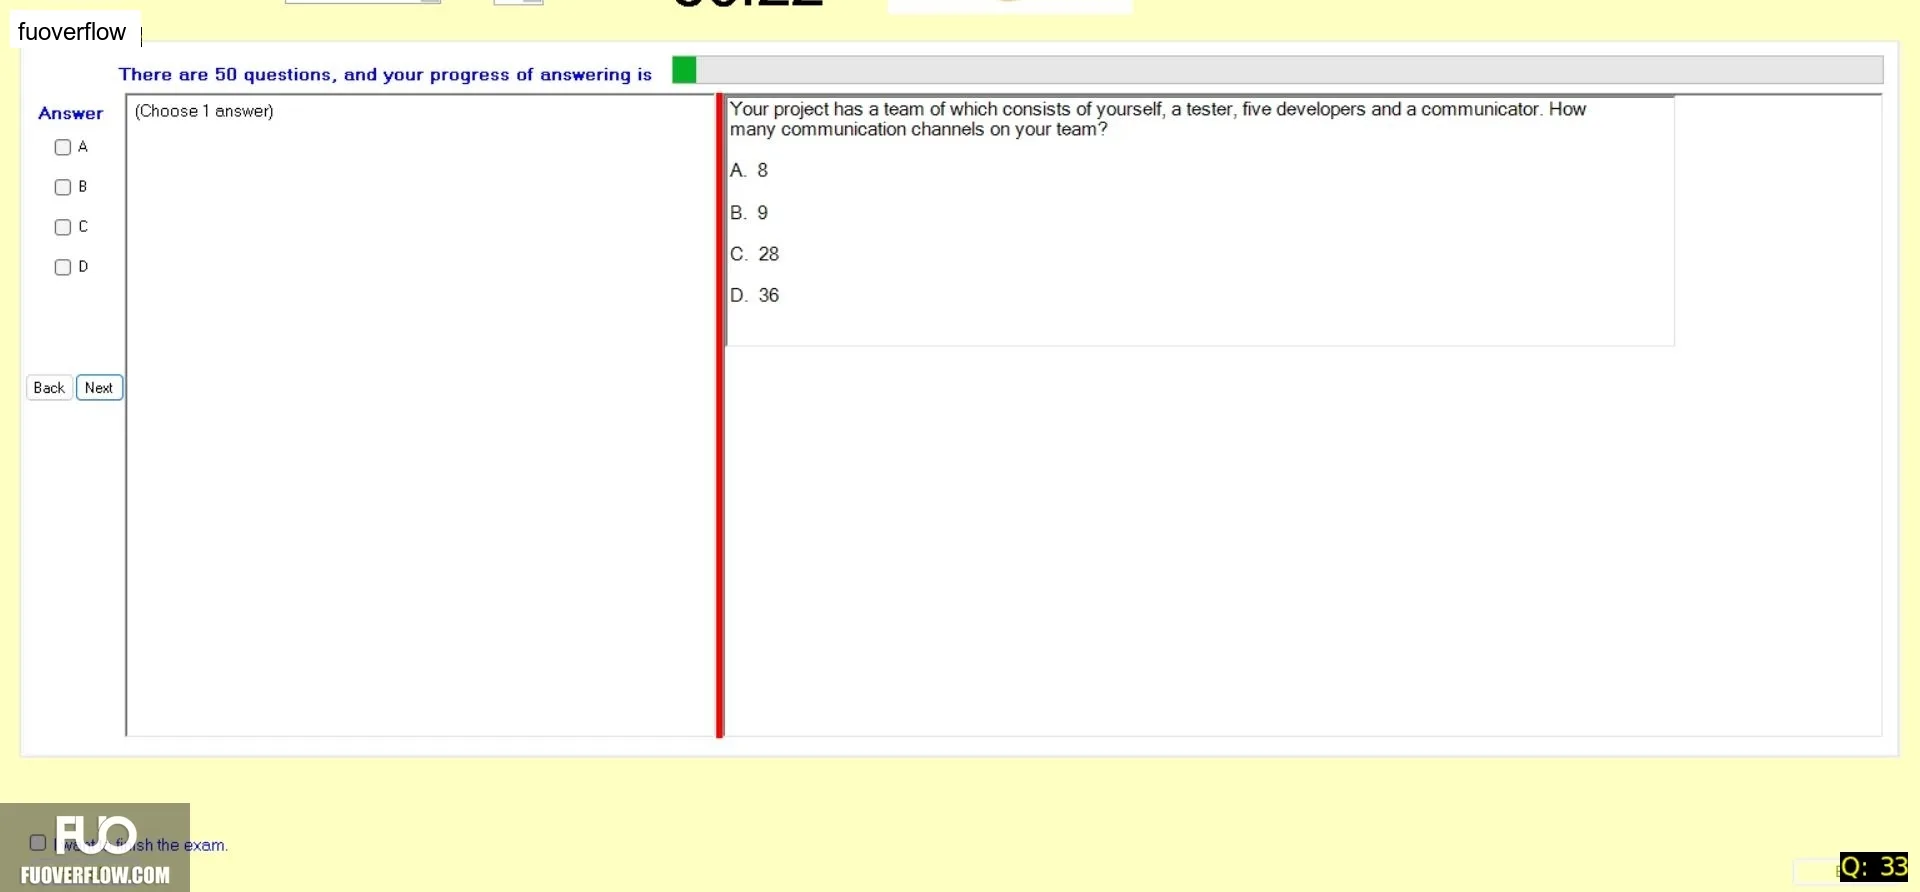 fuoverflow
There are 50 questions, and your progress of answering is
Answer
(Choose 1 answer)
A
B
C
D
Back Next
Your project has a team of which consists of yourself, a tester, five developers and a communicator. How
many communication channels on your team?
A. 8
B. 9
C. 28
D. 36
I want finish the exam.
FUO
FUOVERFLOW.COM
Q: 33